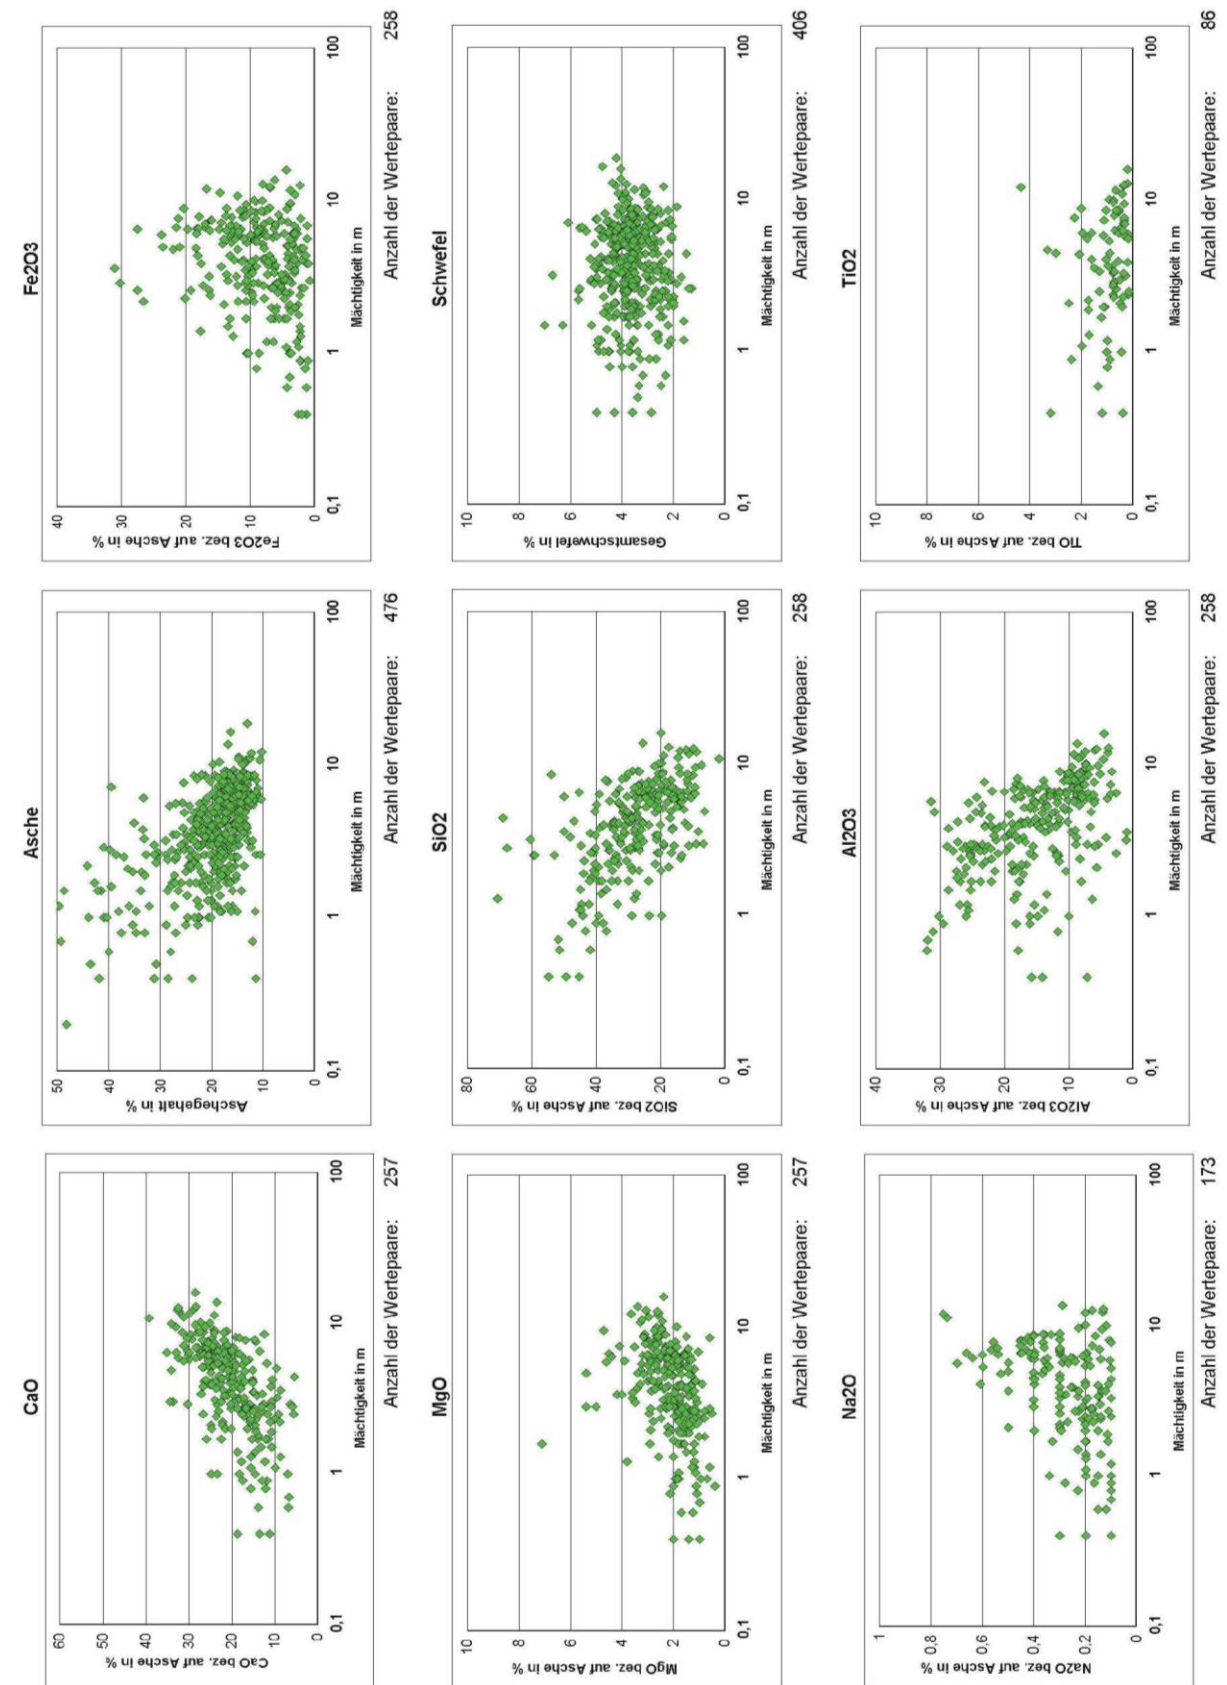 CaO
CaO bez. auf Asche in %
60
50
40
30
20
10
0
0,1
1
10
100
Mächtigkeit in m
Anzahl der Wertepaare: 257
Asche
Aschegehalt in %
50
40
30
20
10
0
0,1
1
10
100
Mächtigkeit in m
Anzahl der Wertepaare: 476
Fe2O3
Fe2O3 bez. auf Asche in %
40
30
20
10
0
0,1
1
10
100
Mächtigkeit in m
Anzahl der Wertepaare: 258
MgO
MgO bez. auf Asche in %
10
8
6
4
2
0
0,1
1
10
100
Mächtigkeit in m
Anzahl der Wertepaare: 257
SiO2
SiO2 bez. auf Asche in %
80
60
40
20
0
0,1
1
10
100
Mächtigkeit in m
Anzahl der Wertepaare: 258
Schwefel
Gesamtschwefel in %
10
8
6
4
2
0
0,1
1
10
100
Mächtigkeit in m
Anzahl der Wertepaare: 406
Na2O
Na2O bez. auf Asche in %
1
0,8
0,6
0,4
0,2
0
0,1
1
10
100
Mächtigkeit in m
Anzahl der Wertepaare: 173
Al2O3
Al2O3 bez. auf Asche in %
40
30
20
10
0
0,1
1
10
100
Mächtigkeit in m
Anzahl der Wertepaare: 258
TiO2
TiO bez. auf Asche in %
10
8
6
4
2
0
0,1
1
10
100
Mächtigkeit in m
Anzahl der Wertepaare: 86